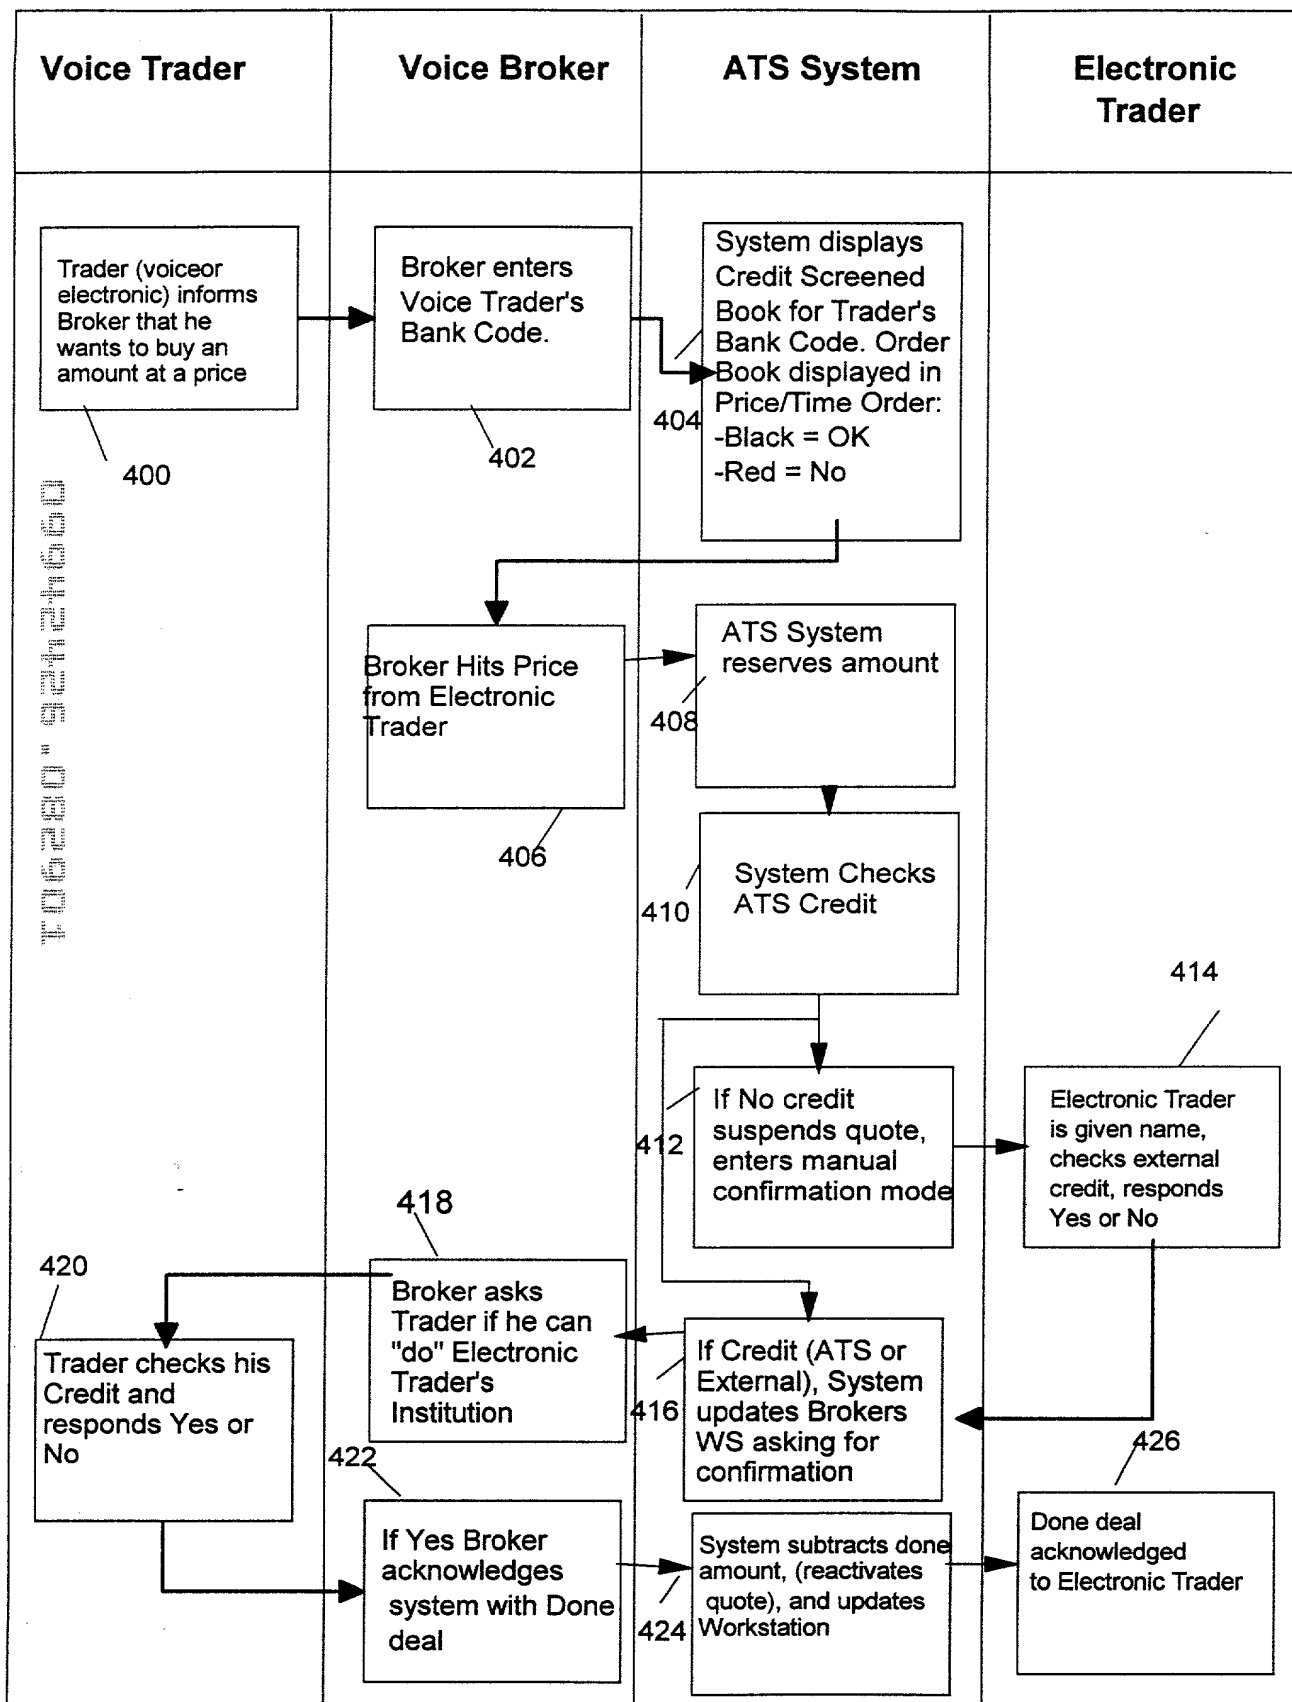 Voice Trader
Voice Broker
ATS System
Electronic
Trader
Trader (voiceor
electronic) informs
Broker that he
wants to buy an
amount at a price
400
Broker enters
Voice Trader's
Bank Code.
402
System displays
Credit Screened
Book for Trader's
Bank Code. Order
Book displayed in
Price/Time Order:
-Black = OK
-Red = No
404
Broker Hits Price
from Electronic
Trader
406
ATS System
reserves amount
408
System Checks
ATS Credit
410
If No credit
suspends quote,
enters manual
confirmation mode
412
414
Electronic Trader
is given name,
checks external
credit, responds
Yes or No
If Credit (ATS or
External), System
updates Brokers
WS asking for
confirmation
416
418
Broker asks
Trader if he can
"do" Electronic
Trader's
Institution
420
Trader checks his
Credit and
responds Yes or
No
422
If Yes Broker
acknowledges
system with Done
deal
System subtracts done
amount, (reactivates
quote), and updates
Workstation
424
426
Done deal
acknowledged
to Electronic Trader